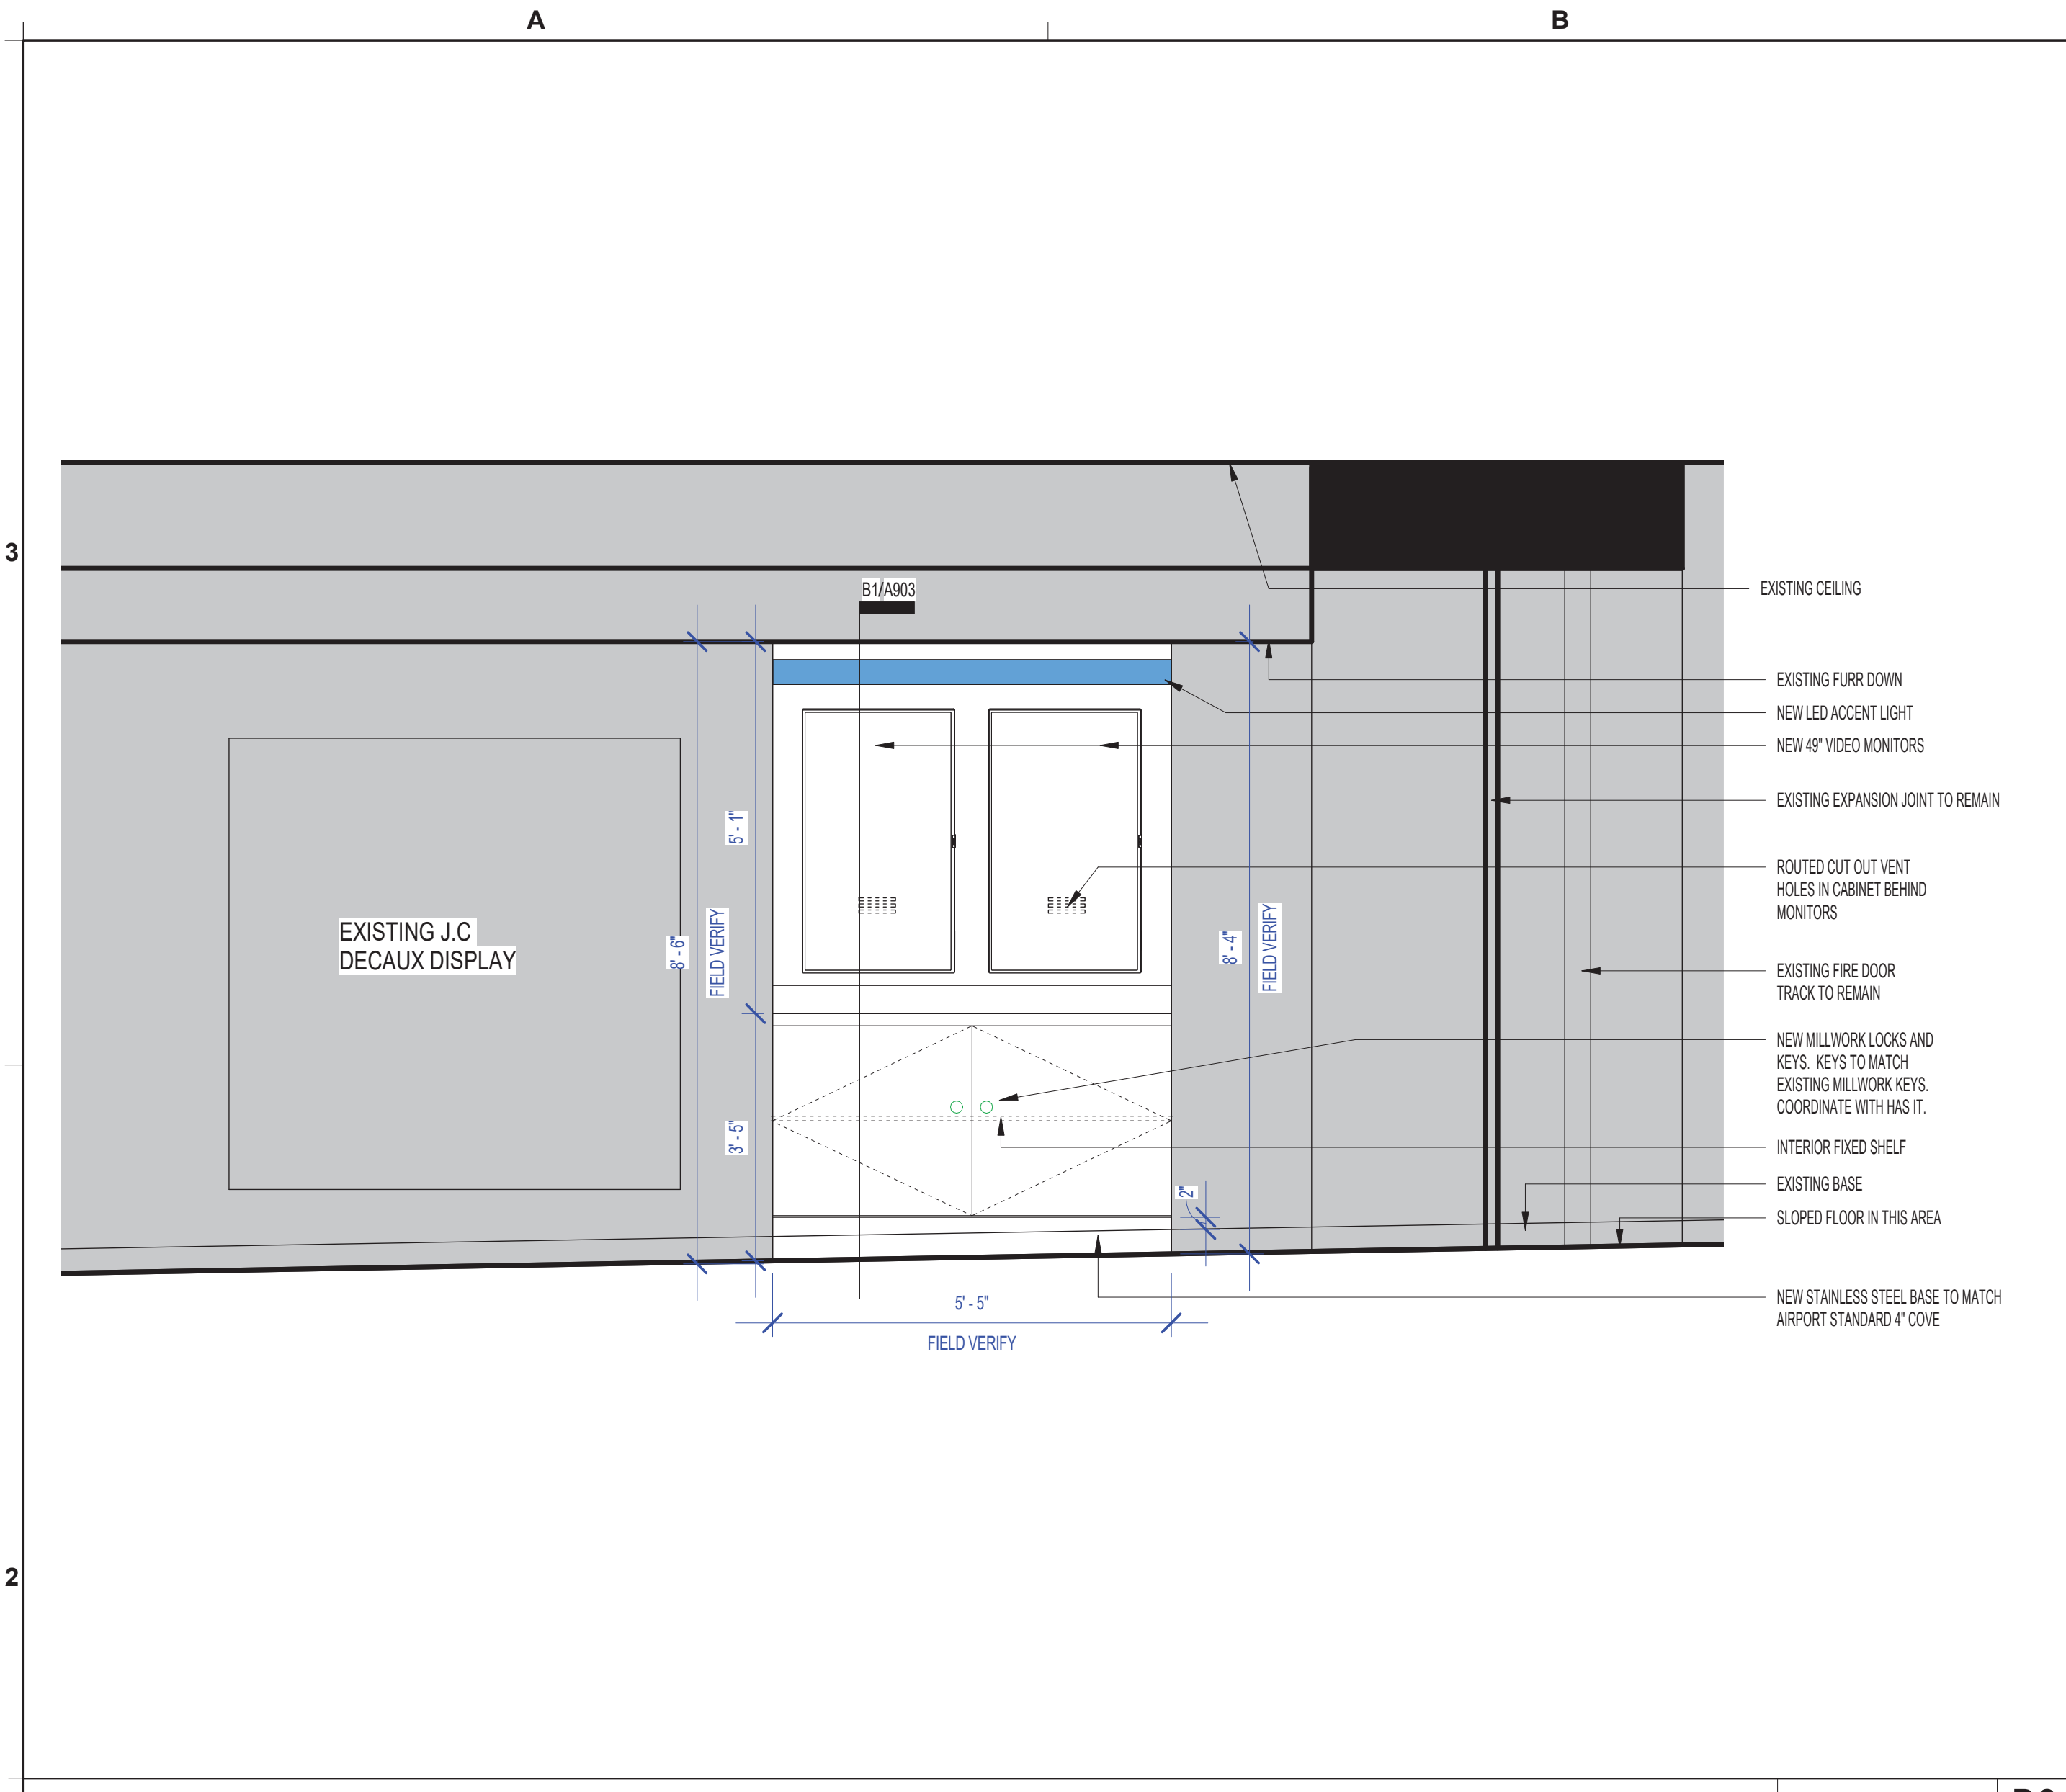 A
B
3
B1/A903
EXISTING CEILING
EXISTING FURR DOWN
NEW LED ACCENT LIGHT
NEW 49" VIDEO MONITORS
EXISTING EXPANSION JOINT TO REMAIN
5' - 1"
ROUTED CUT OUT VENT
HOLES IN CABINET BEHIND
MONITORS
EXISTING J.C
DECAUX DISPLAY
8' - 6"
FIELD VERIFY
8' - 4"
FIELD VERIFY
EXISTING FIRE DOOR
TRACK TO REMAIN
NEW MILLWORK LOCKS AND
KEYS. KEYS TO MATCH
EXISTING MILLWORK KEYS.
COORDINATE WITH HAS IT.
3' - 5"
INTERIOR FIXED SHELF
EXISTING BASE
2"
SLOPED FLOOR IN THIS AREA
5' - 5"
FIELD VERIFY
NEW STAINLESS STEEL BASE TO MATCH
AIRPORT STANDARD 4" COVE
2